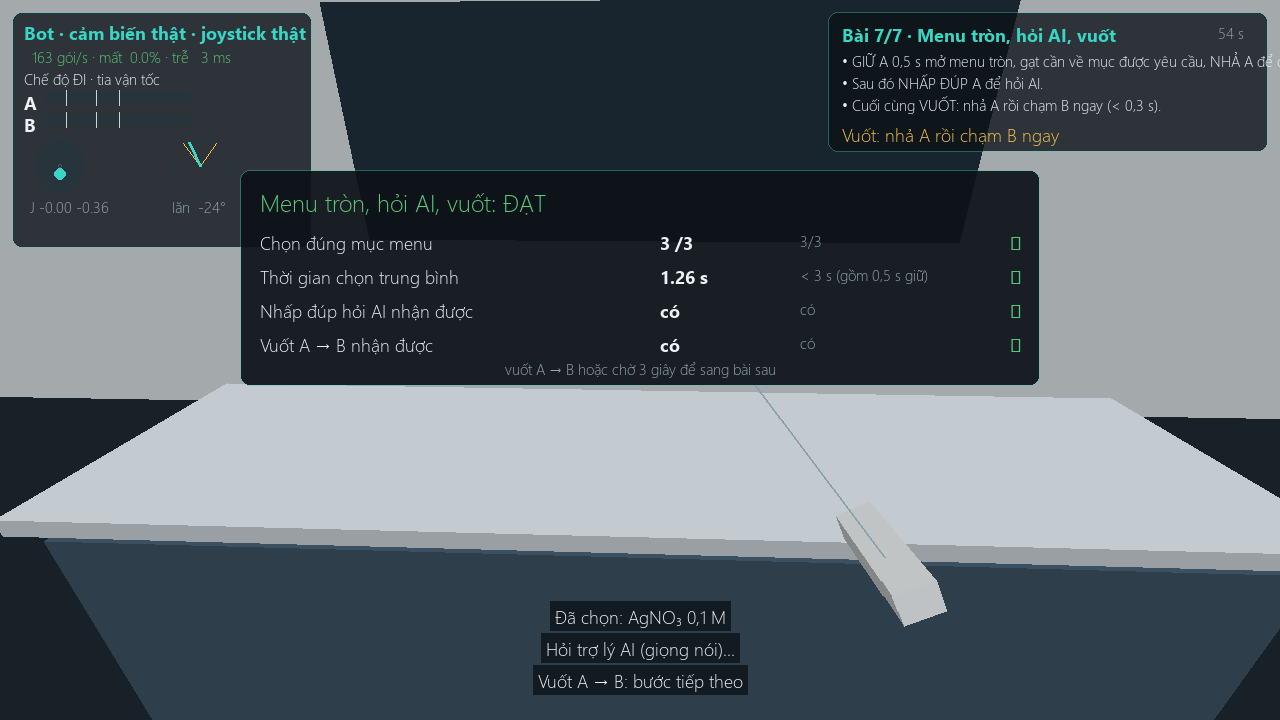 Bot · cảm biến thật · joystick thật
163 gói/s · mất 0.0% · trễ 3 ms
Chế độ ĐI · tia vận tốc
A
B
J -0.00 -0.36
lăn -24°
Bài 7/7 · Menu tròn, hỏi AI, vuốt
54 s
• GIỮ A 0,5 s mở menu tròn, gạt cần về mục được yêu cầu, NHẢ A để
• Sau đó NHẤP ĐÚP A để hỏi AI.
• Cuối cùng VUỐT: nhả A rồi chạm B ngay (< 0,3 s).
Vuốt: nhả A rồi chạm B ngay
Menu tròn, hỏi AI, vuốt: ĐẠT
Chọn đúng mục menu 3 /3 3/3
Thời gian chọn trung bình 1.26 s < 3 s (gồm 0,5 s giữ)
Nhấp đúp hỏi AI nhận được có có
Vuốt A → B nhận được có có
vuốt A → B hoặc chờ 3 giây để sang bài sau
Đã chọn: AgNO₃ 0,1 M
Hỏi trợ lý AI (giọng nói)...
Vuốt A → B: bước tiếp theo